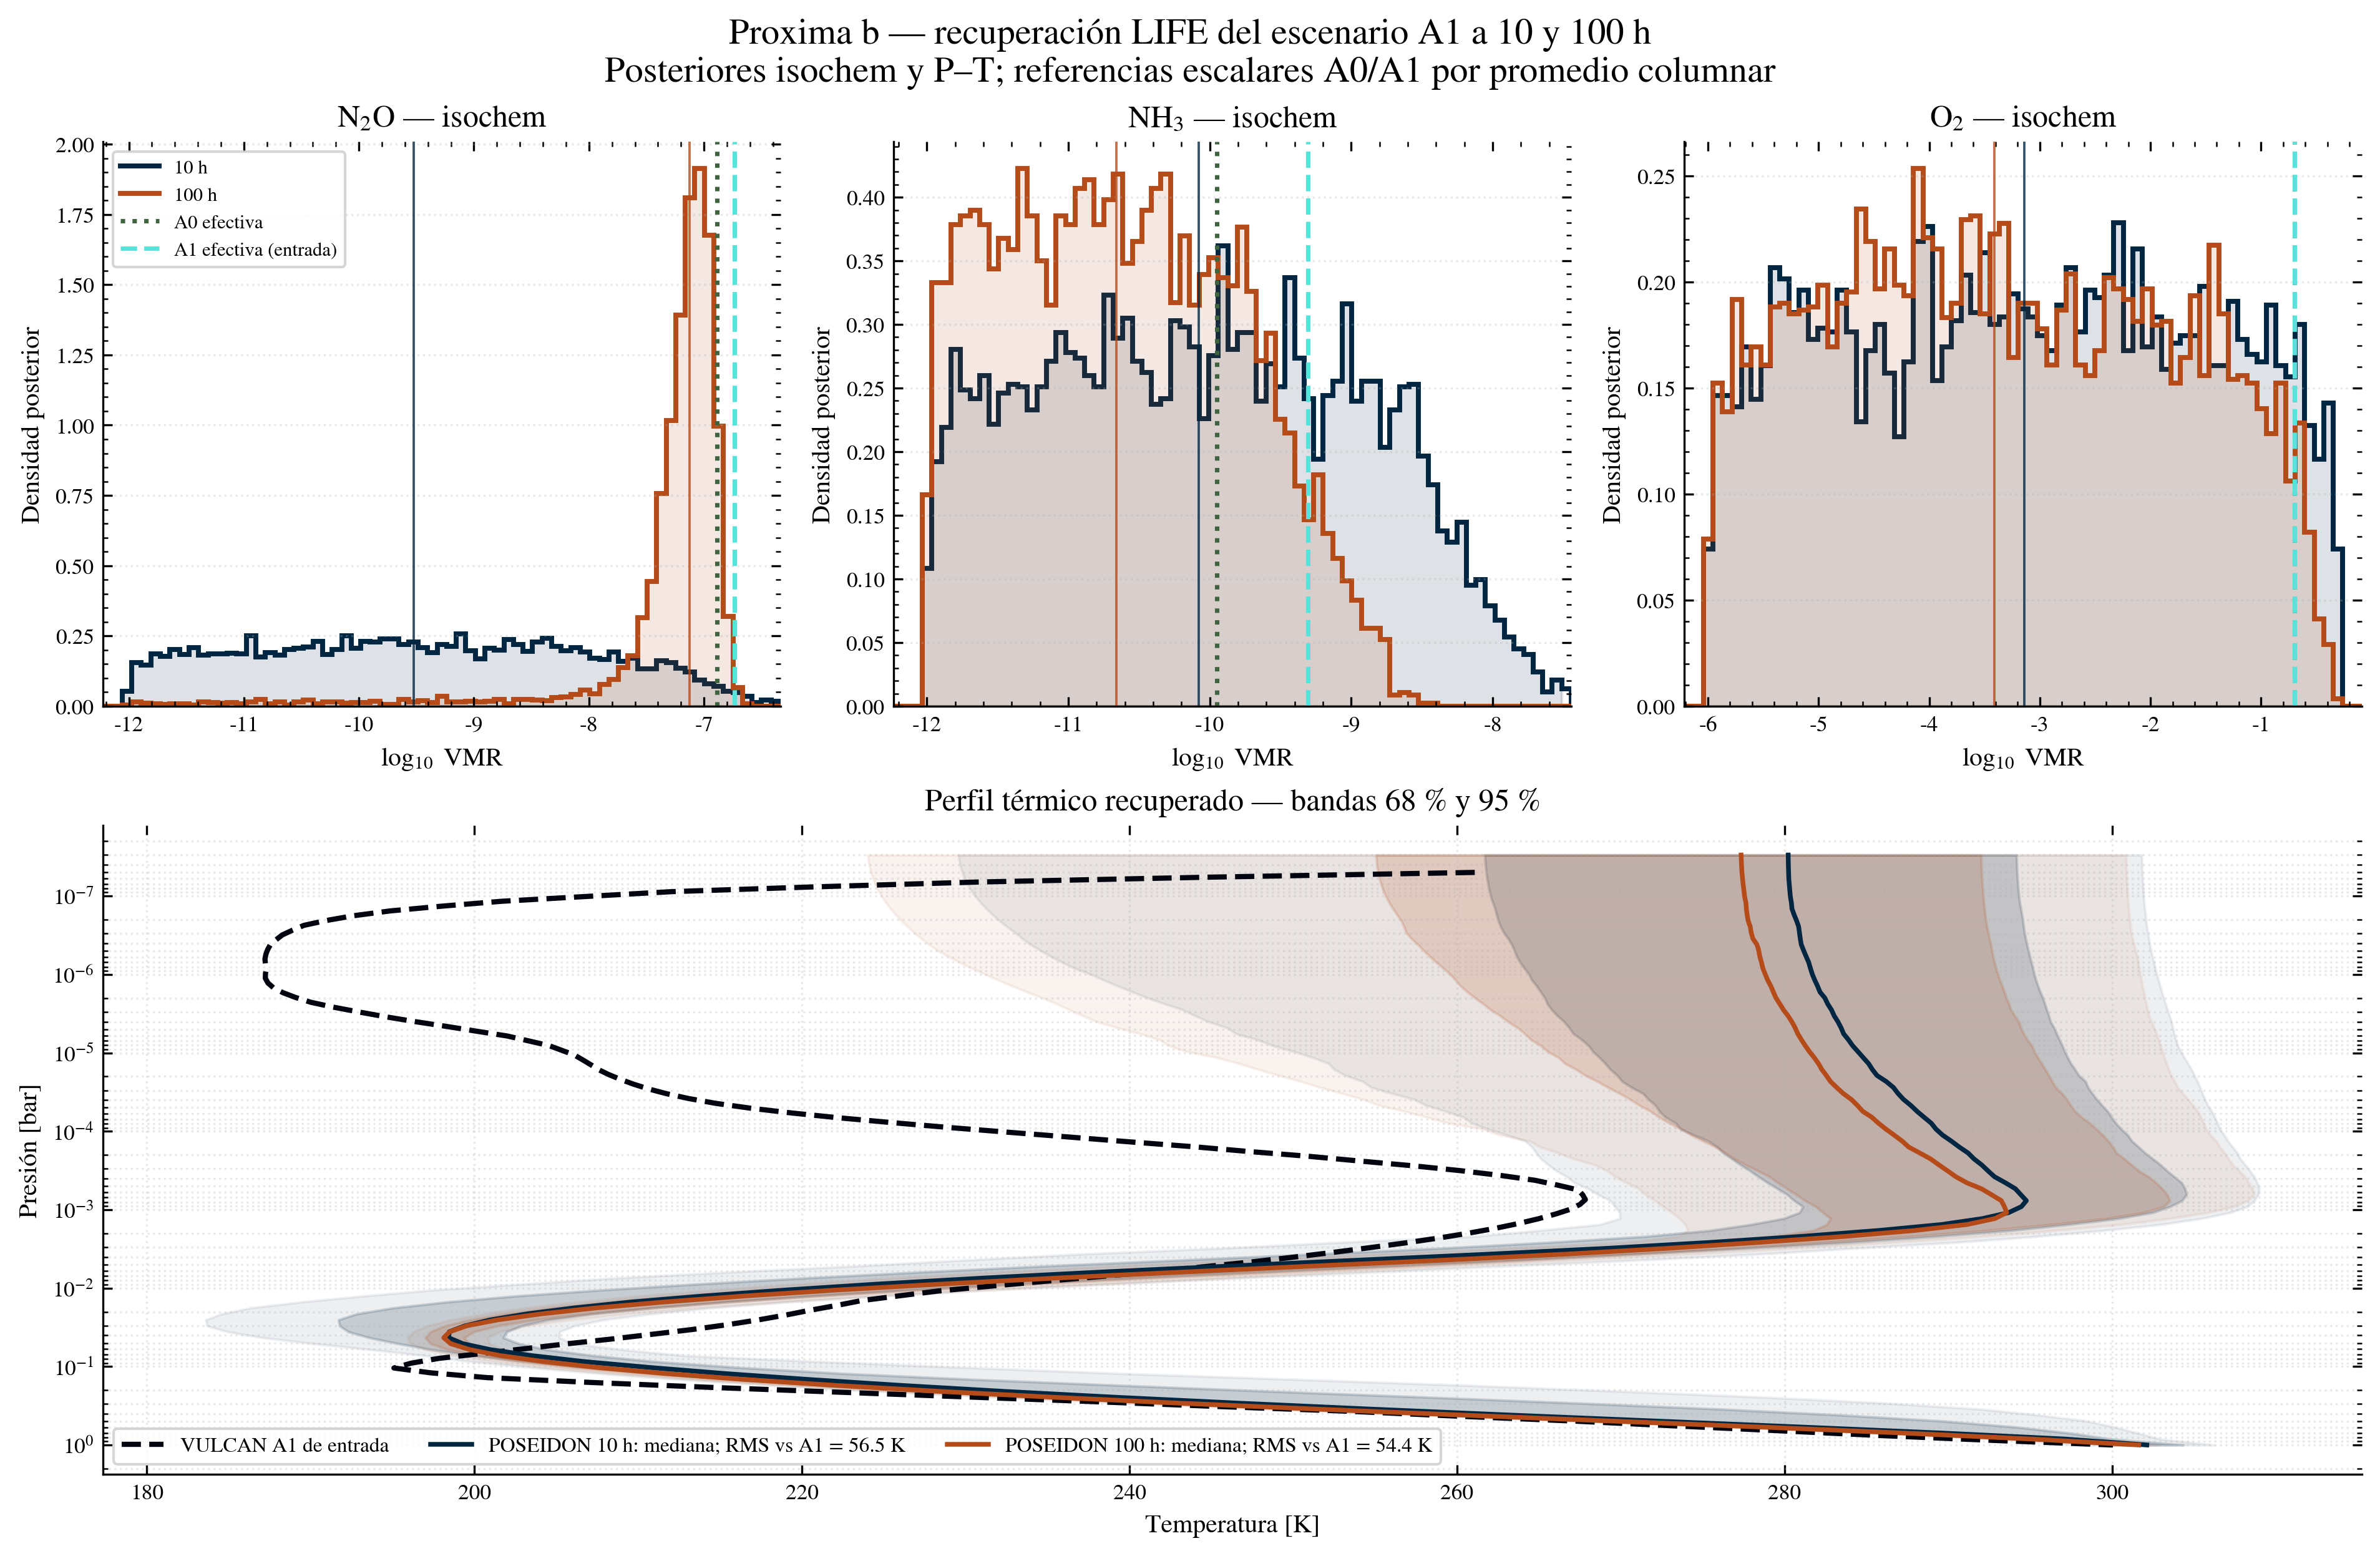 Proxima b — recuperación LIFE del escenario A1 a 10 y 100 h
Posteriores isochem y P–T; referencias escalares A0/A1 por promedio columnar
N₂O — isochem
Densidad posterior
2.00
1.75
1.50
1.25
1.00
0.75
0.50
0.25
0.00
10 h
100 h
A0 efectiva
A1 efectiva (entrada)
-12
-11
-10
-9
-8
-7
log₁₀ VMR
NH₃ — isochem
Densidad posterior
0.40
0.35
0.30
0.25
0.20
0.15
0.10
0.05
0.00
-12
-11
-10
-9
-8
log₁₀ VMR
O₂ — isochem
Densidad posterior
0.25
0.20
0.15
0.10
0.05
0.00
-6
-5
-4
-3
-2
-1
log₁₀ VMR
Perfil térmico recuperado — bandas 68 % y 95 %
Presión [bar]
10⁻⁷
10⁻⁶
10⁻⁵
10⁻⁴
10⁻³
10⁻²
10⁻¹
10⁰
VULCAN A1 de entrada
POSEIDON 10 h: mediana; RMS vs A1 = 56.5 K
POSEIDON 100 h: mediana; RMS vs A1 = 54.4 K
180
200
220
240
260
280
300
Temperatura [K]